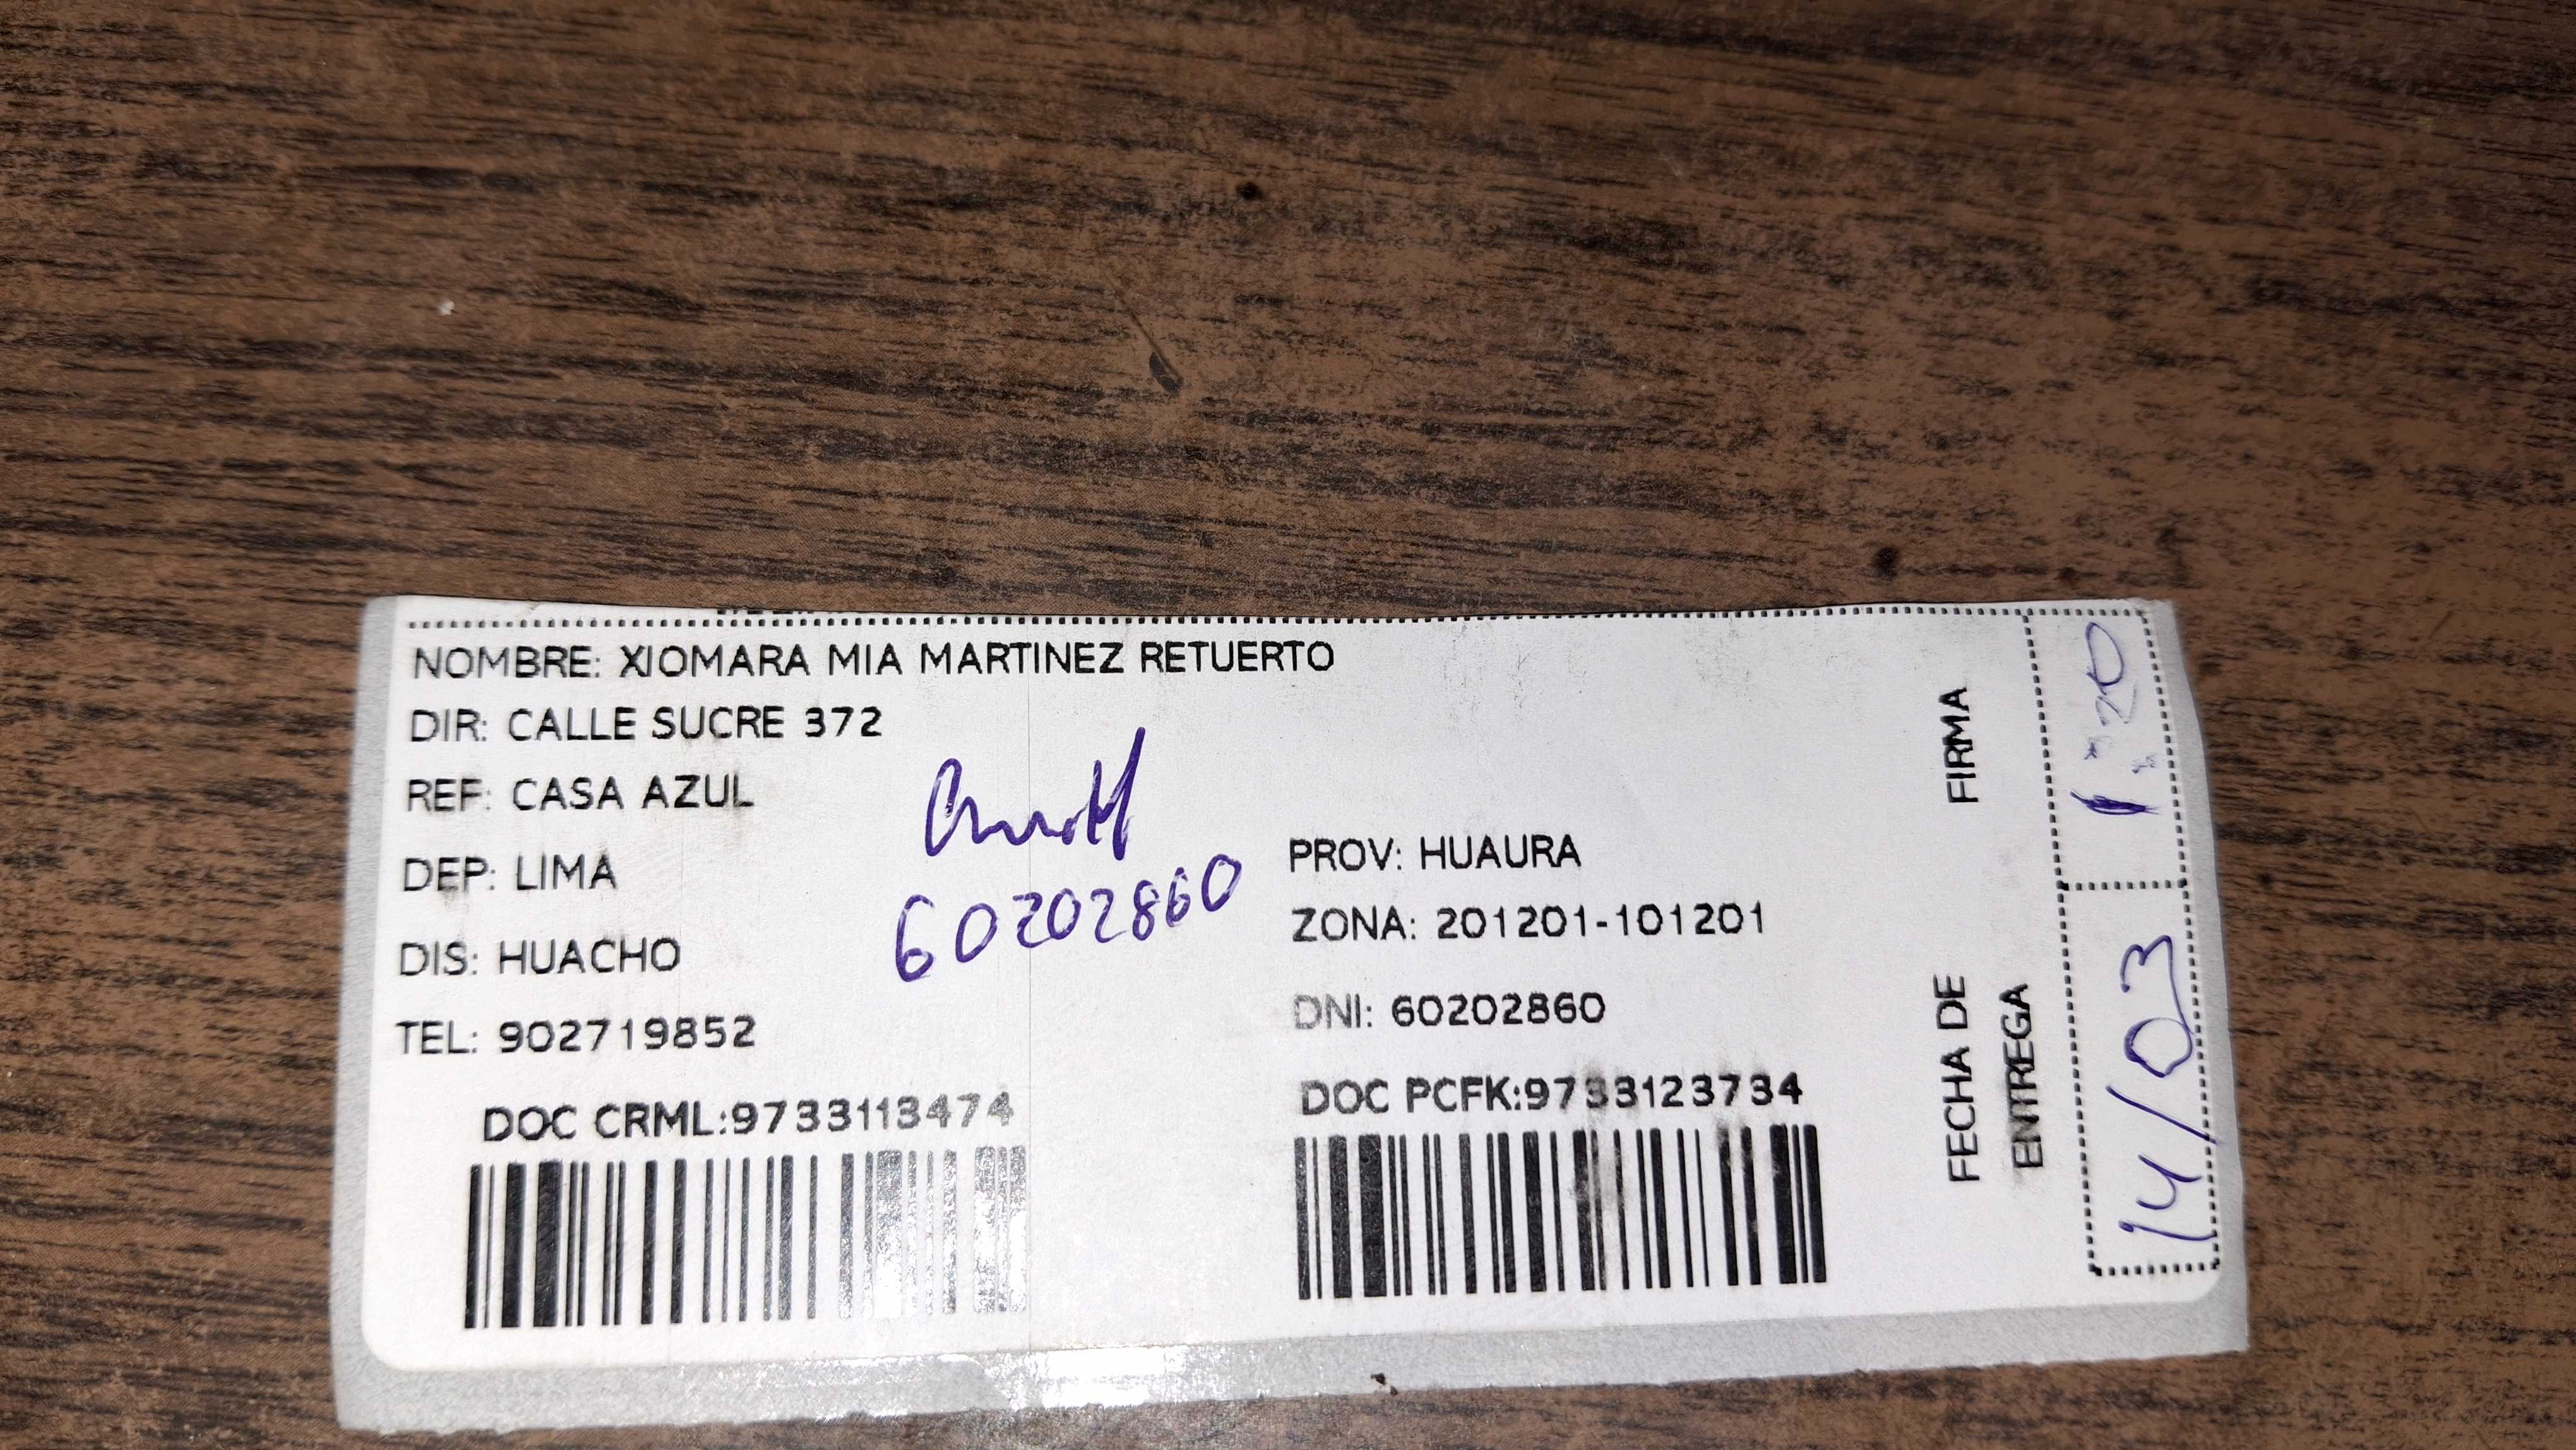 NOMBRE: XIOMARA MIA MARTINEZ RETUERTO
DIR: CALLE SUCRE 372
REF: CASA AZUL
DEP: LIMA
PROV: HUAURA
60202860
ZONA: 201201-101201
DIS: HUACHO
DNI: 60202860
TEL: 902719852
DOC CRML:9733113474
DOC PCFK:9733123734
FIRMA
1:20
FECHA DE
ENTREGA
14/03